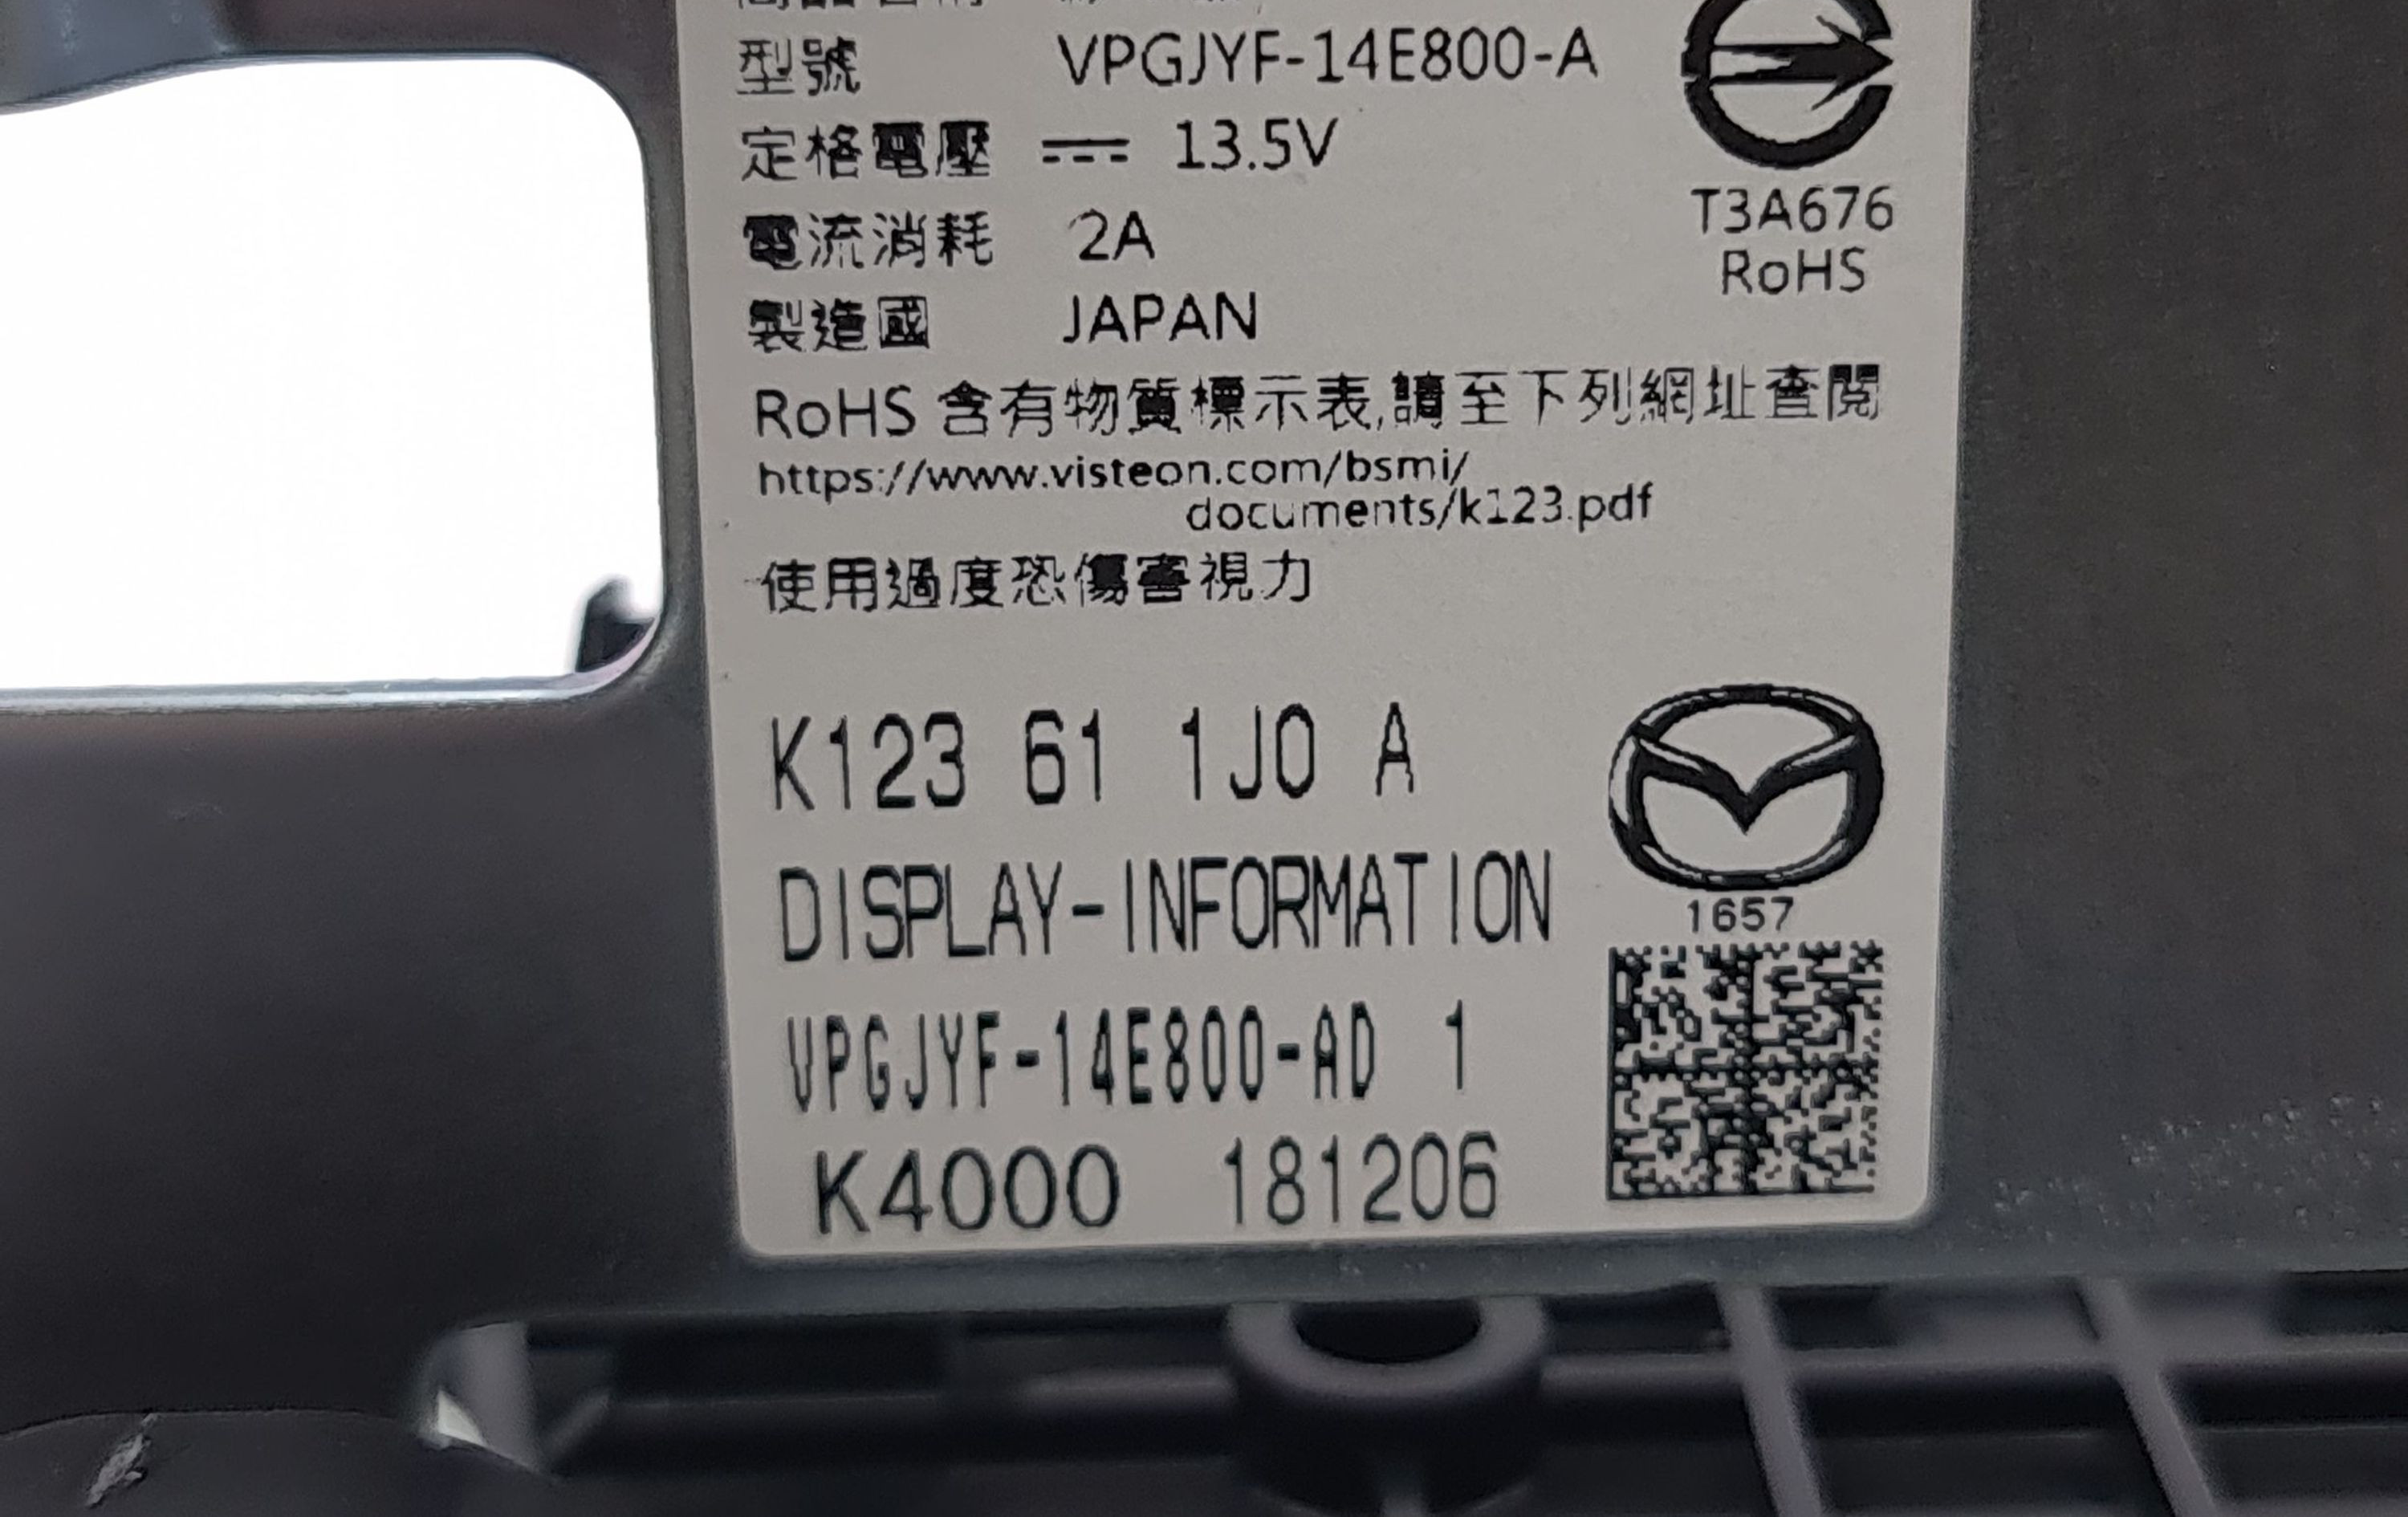 型號 VPGJYF-14E800-A
定格電壓 ⎓ 13.5V
電流消耗 2A
製造國 JAPAN
T3A676
RoHS
RoHS 含有物質標示表,請至下列網址查閱
https://www.visteon.com/bsmi/
documents/k123.pdf
使用過度恐傷害視力
K123 61 1J0 A
DISPLAY-INFORMATION
1657
VPGJYF-14E800-AD 1
K4000 181206